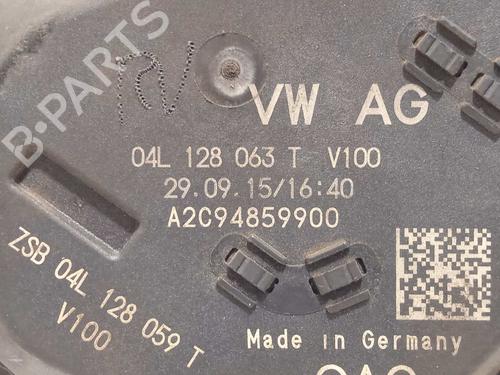 B-PARTS
RV
VW AG
04L 128 063 T V100
29.09.15/16:40
A2C94859900
ZSB 04L 128 059 T
V100
Made in Germany